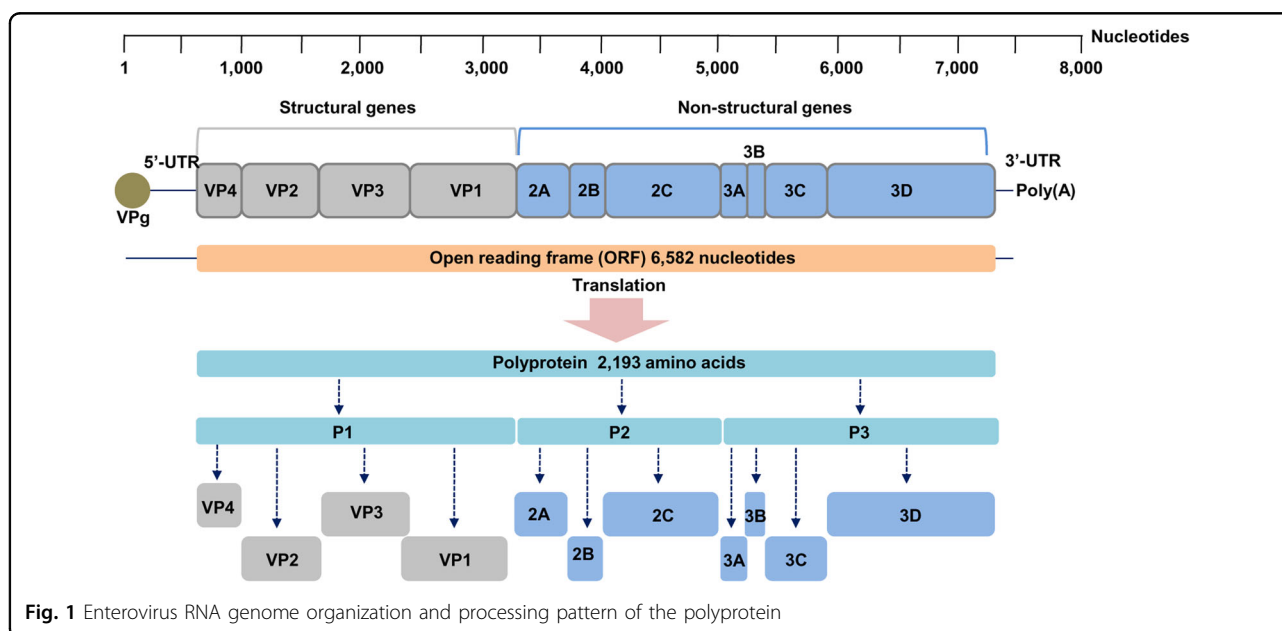 Nucleotides
1 1,000 2,000 3,000 4,000 5,000 6,000 7,000 8,000
Structural genes Non-structural genes
3B
5'-UTR 3'-UTR
VP4 VP2 VP3 VP1 2A 2B 2C 3A 3C 3D Poly(A)
VPg
Open reading frame (ORF) 6,582 nucleotides
Translation
Polyprotein 2,193 amino acids
P1 P2 P3
VP4 VP3 2A 2C 3B 3D
VP2 VP1 2B 3A 3C
Fig. 1 Enterovirus RNA genome organization and processing pattern of the polyprotein